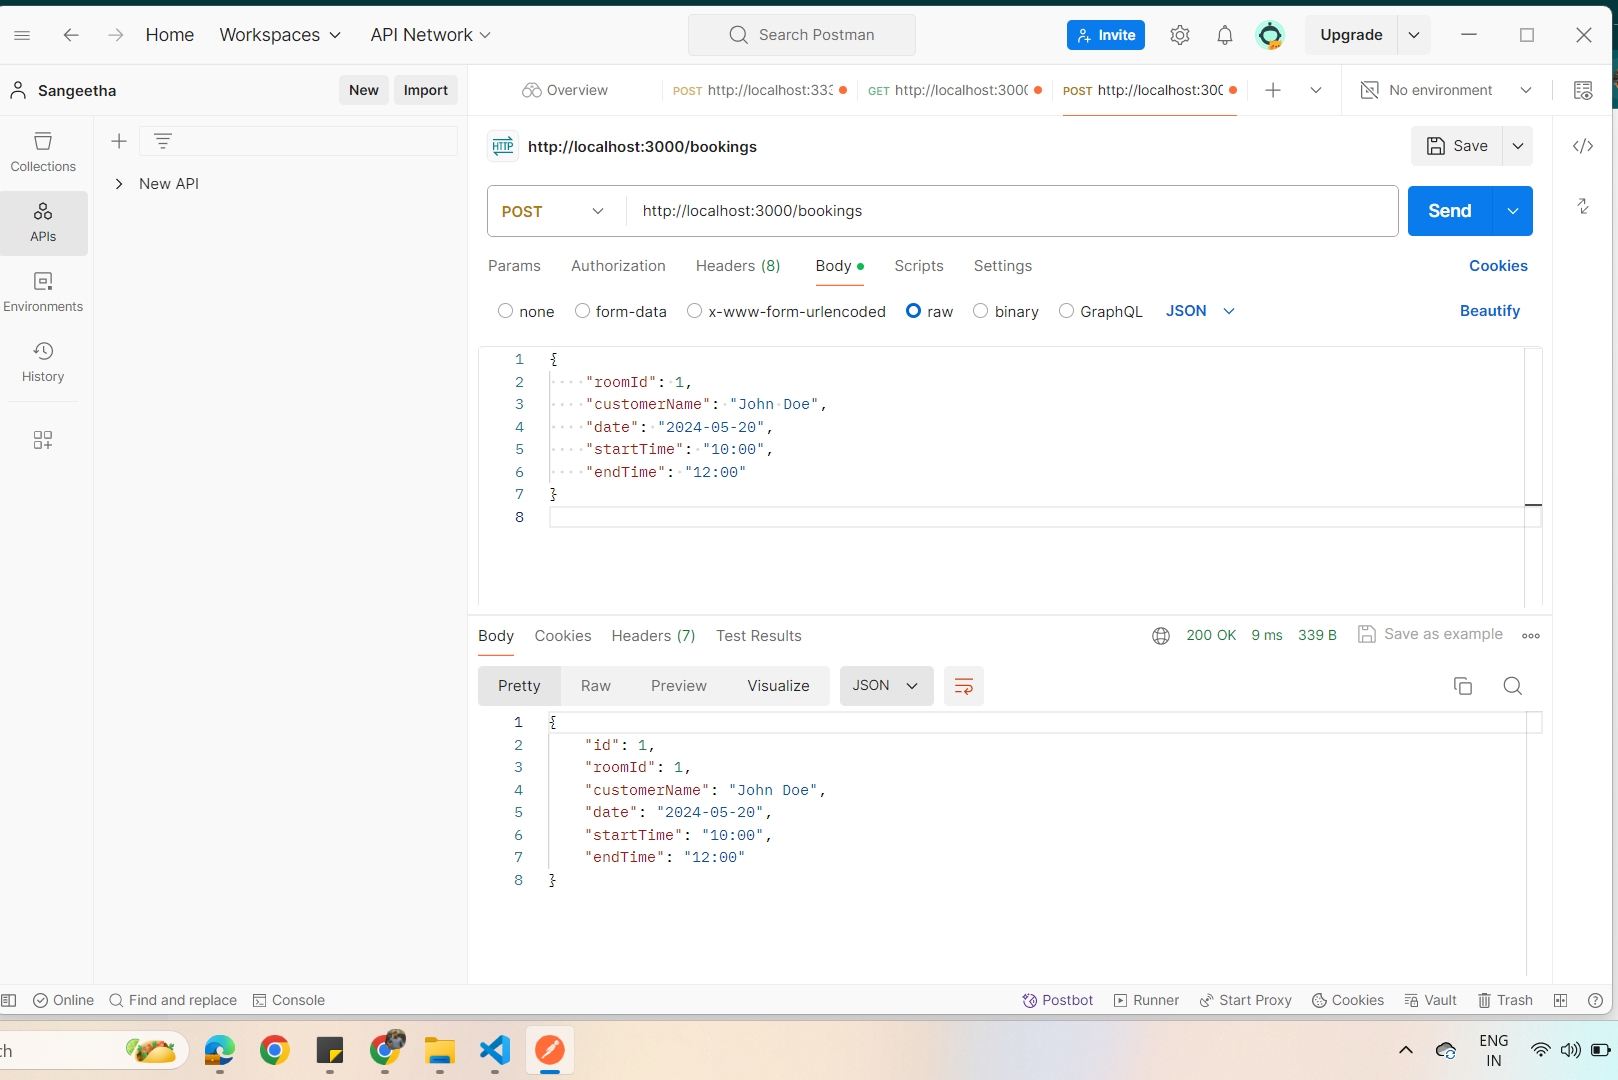 Home Workspaces API Network Search Postman Invite Upgrade
Sangeetha New Import Overview POST http://localhost:333 GET http://localhost:3000 POST http://localhost:300 No environment
Collections
APIs
Environments
History
New API
HTTP http://localhost:3000/bookings Save
POST http://localhost:3000/bookings Send
Params Authorization Headers (8) Body Scripts Settings Cookies
none form-data x-www-form-urlencoded raw binary GraphQL JSON Beautify
1 {
2 "roomId": 1,
3 "customerName": "John Doe",
4 "date": "2024-05-20",
5 "startTime": "10:00",
6 "endTime": "12:00"
7 }
8
Body Cookies Headers (7) Test Results 200 OK 9 ms 339 B Save as example
Pretty Raw Preview Visualize JSON
1 {
2 "id": 1,
3 "roomId": 1,
4 "customerName": "John Doe",
5 "date": "2024-05-20",
6 "startTime": "10:00",
7 "endTime": "12:00"
8 }
Online Find and replace Console Postbot Runner Start Proxy Cookies Vault Trash
ch ENG
IN